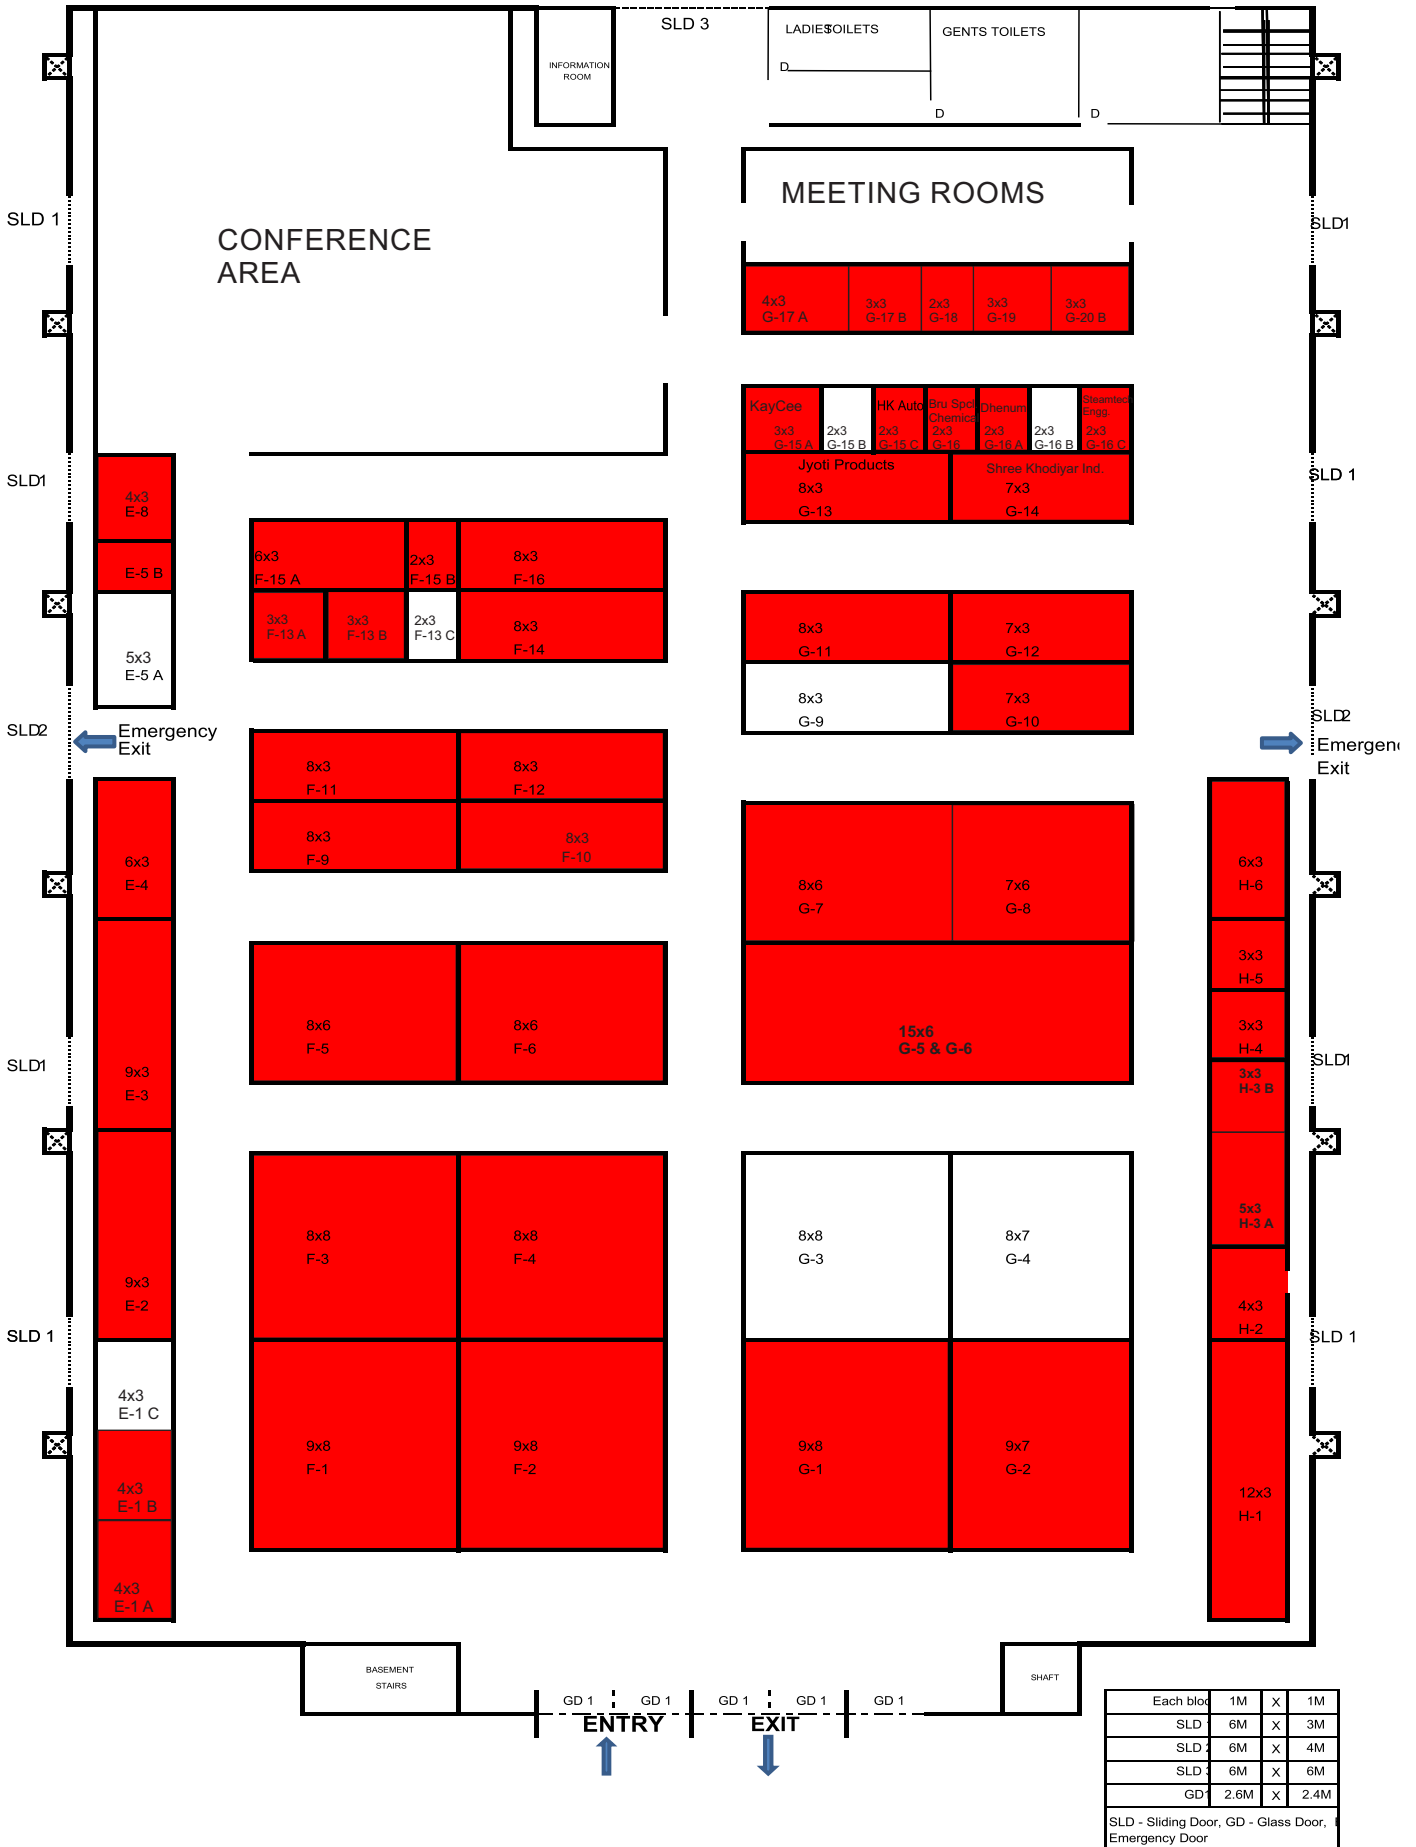 SLD 3
LADIES TOILETS
GENTS TOILETS
INFORMATION
ROOM
D
D
D
MEETING ROOMS
SLD 1
SLD1
CONFERENCE
AREA
4x3
G-17 A
3x3
G-17 B
2x3
G-18
3x3
G-19
3x3
G-20 B
KayCee
3x3
G-15 A
2x3
G-15 B
HK Auto
2x3
G-15 C
Bru Spcl
Chemica
2x3
G-16
Dhenum
2x3
G-16 A
2x3
G-16 B
Steamtec
Engg.
2x3
G-16 C
Jyoti Products
8x3
G-13
Shree Khodiyar Ind.
7x3
G-14
SLD1
SLD 1
4x3
E-8
E-5 B
5x3
E-5 A
6x3
F-15 A
2x3
F-15 B
8x3
F-16
3x3
F-13 A
3x3
F-13 B
2x3
F-13 C
8x3
F-14
8x3
G-11
7x3
G-12
8x3
G-9
7x3
G-10
SLD2
Emergency
Exit
SLD2
Emergen
Exit
8x3
F-11
8x3
F-12
8x3
F-9
8x3
F-10
6x3
E-4
8x6
G-7
7x6
G-8
6x3
H-6
3x3
H-5
3x3
H-4
3x3
H-3 B
8x6
F-5
8x6
F-6
15x6
G-5 & G-6
SLD1
SLD1
9x3
E-3
5x3
H-3 A
8x8
F-3
8x8
F-4
8x8
G-3
8x7
G-4
9x3
E-2
4x3
H-2
SLD 1
SLD 1
4x3
E-1 C
9x8
F-1
9x8
F-2
9x8
G-1
9x7
G-2
4x3
E-1 B
12x3
H-1
4x3
E-1 A
BASEMENT
STAIRS
SHAFT
GD 1 GD 1 GD 1 GD 1 GD 1
ENTRY
EXIT
Each bloc 1M X 1M
SLD 6M X 3M
SLD 6M X 4M
SLD 6M X 6M
GD1 2.6M X 2.4M
SLD - Sliding Door, GD - Glass Door,
Emergency Door